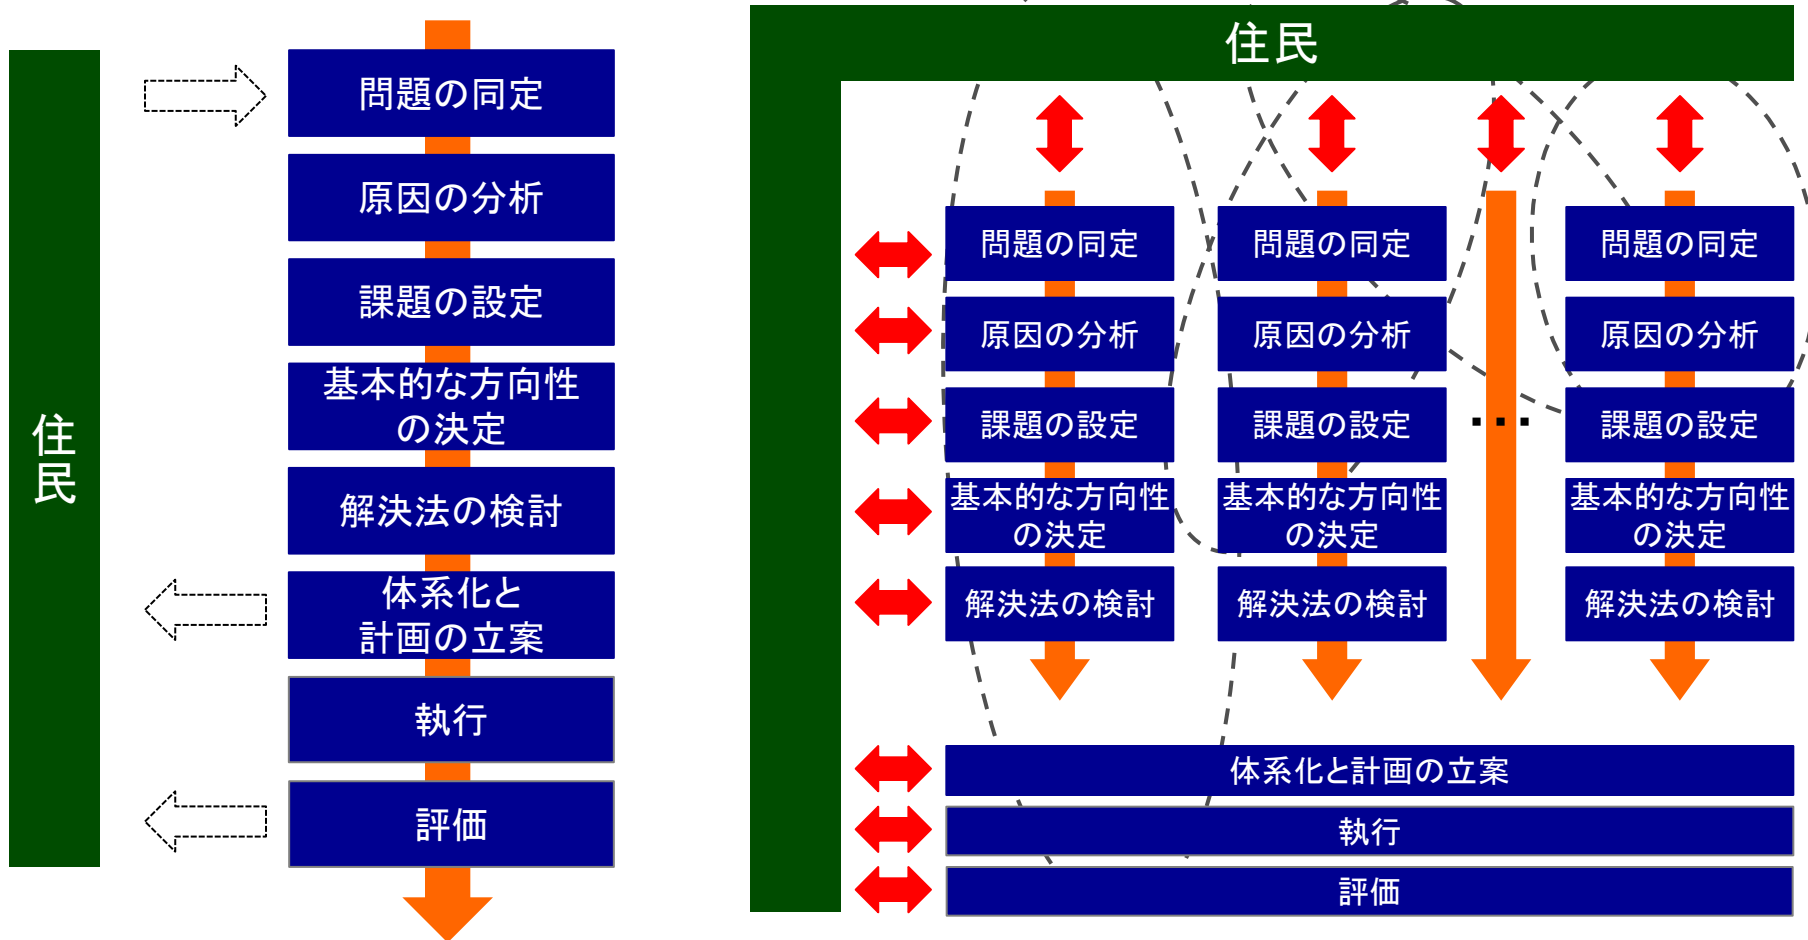 住民
問題の同定
原因の分析
課題の設定
基本的な方向性
の決定
解決法の検討
体系化と
計画の立案
執行
評価
住民
問題の同定
原因の分析
課題の設定
基本的な方向性
の決定
解決法の検討
問題の同定
原因の分析
課題の設定
基本的な方向性
の決定
解決法の検討
…
問題の同定
原因の分析
課題の設定
基本的な方向性
の決定
解決法の検討
体系化と計画の立案
執行
評価